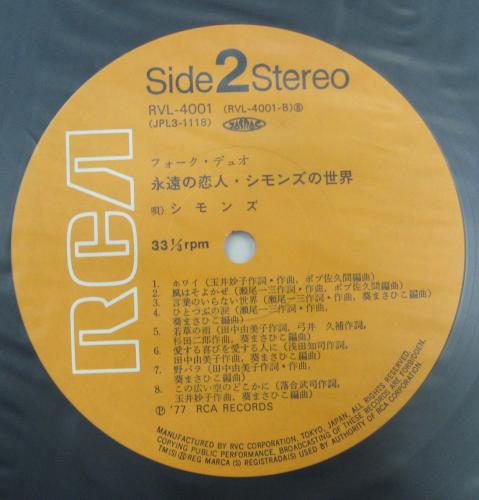 Side 2 Stereo
RVL-4001 (RVL-4001-B)Ⓑ
(JPL3-1118) JASRAC
RCA
フォーク・デュオ
永遠の恋人・シモンズの世界
唄) シモンズ
33⅓rpm
1. ホワイ (玉井妙子作詞・作曲、ボブ佐久間編曲)
2. 風はそよかぜ (瀬尾一三作詞・作曲、葵まさひこ編曲)
3. 言葉のいらない世界 (瀬尾一三作詞・作曲、葵まさひこ編曲)
4. ひとつぶの涙 (瀬尾一三作詞・作曲、
葵まさひこ編曲)
5. 若草の雨 (田中由美子作詞、弓井 久補作詞、
杉田二郎作曲、葵まさひこ編曲)
6. 愛する喜びを愛する人に (浅田知司作詞、
田中由美子作曲、葵まさひこ編曲)
7. 野バラ (田中由美子作詞・作曲、
葵まさひこ編曲)
8. この広い空のどこかに (落合武司作詞、
玉井妙子作曲、葵まさひこ編曲)
Ⓟ '77 RCA RECORDS
MANUFACTURED BY RVC CORPORATION, TOKYO, JAPAN. ALL RIGHTS RESERVED.
COPYING PUBLIC PERFORMANCE, BROADCASTING OF THESE RECORDS ARE FORBIDDEN.
TM(S)ⓇREG MARCA(S) REGISTRADA(S) USED BY AUTHORITY OF RCA CORPORATION.